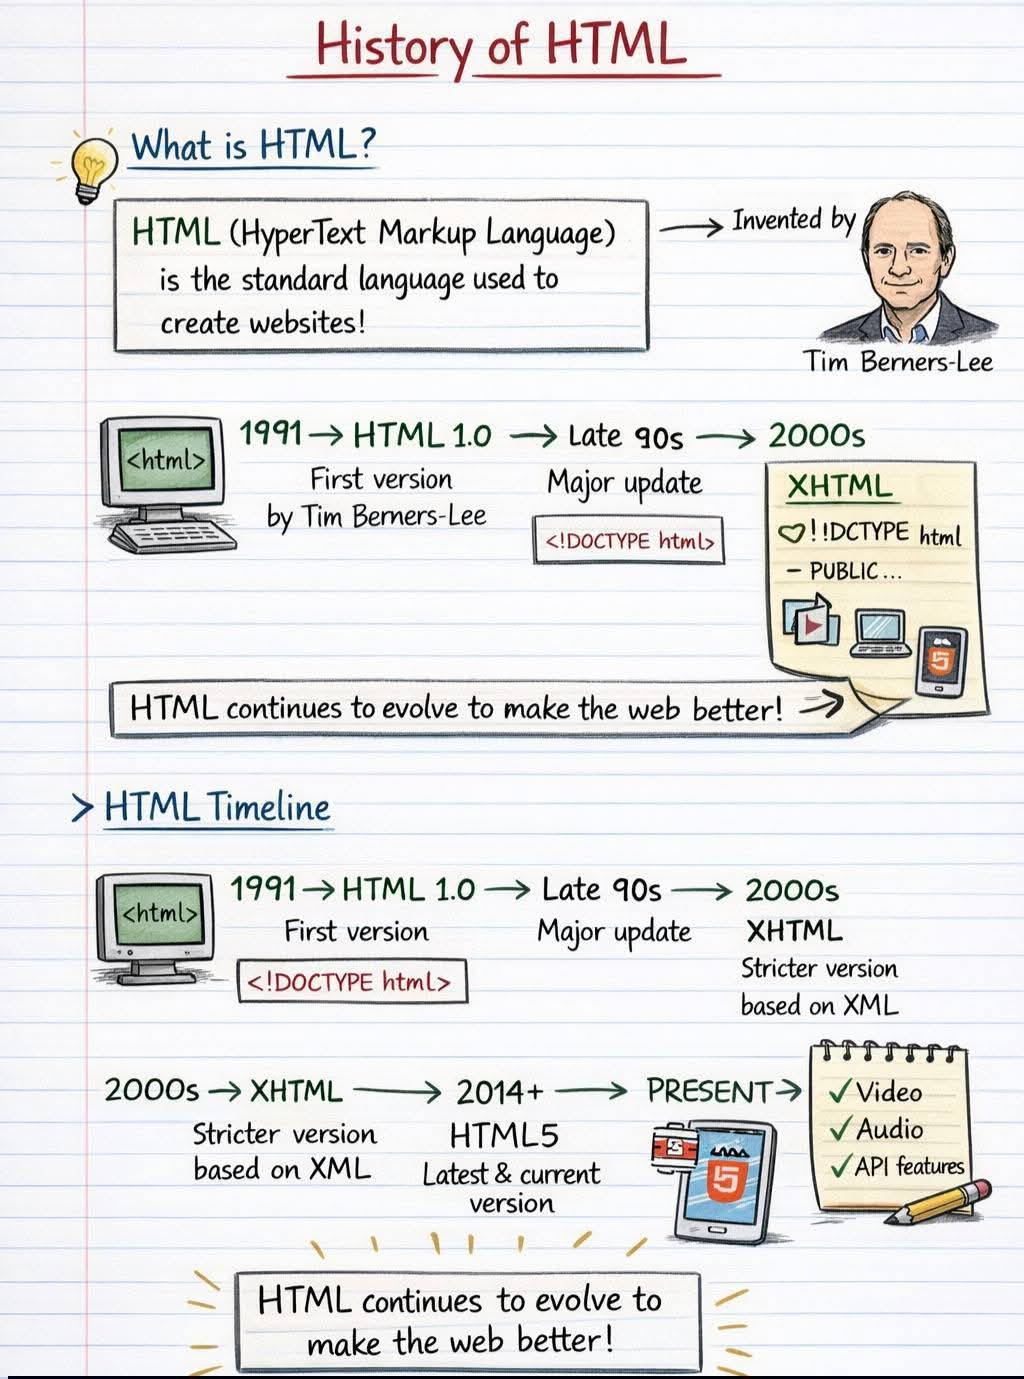 History of HTML
What is HTML?
HTML (HyperText Markup Language)
is the standard language used to
create websites!
Invented by
Tim Berners-Lee
<html>
1991 → HTML 1.0 → Late 90s → 2000s
First version
by Tim Berners-Lee
Major update
<!DOCTYPE html>
XHTML
♡!!DCTYPE html
– PUBLIC...
5
HTML continues to evolve to make the web better!
> HTML Timeline
<html>
1991 → HTML 1.0 → Late 90s → 2000s
First version
<!DOCTYPE html>
Major update
XHTML
Stricter version
based on XML
2000s → XHTML → 2014+ → PRESENT →
Stricter version
based on XML
HTML5
Latest & current
version
5
✓ Video
✓ Audio
✓ API features
HTML continues to evolve to
make the web better!